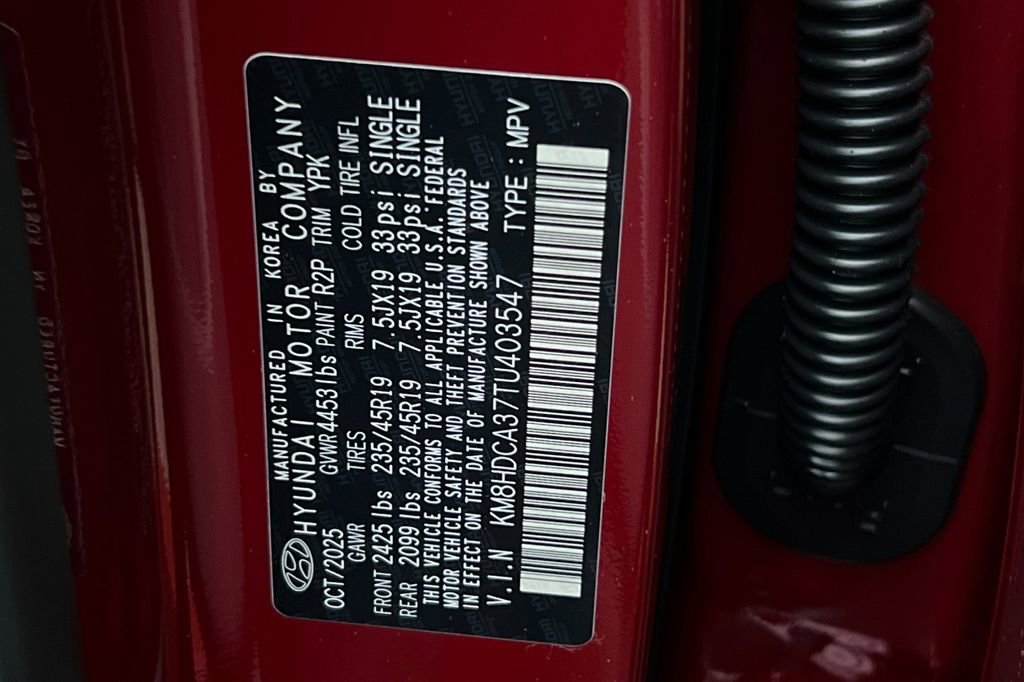 MANUFACTURED IN KOREA BY
HYUNDAI MOTOR COMPANY
OCT/2025 GVWR 4453 lbs PAINT R2P TRIM YPK
GAWR TIRES RIMS COLD TIRE INFL
FRONT 2425 lbs 235/45R19 7.5JX19 33psi SINGLE
REAR 2099 lbs 235/45R19 7.5JX19 33psi SINGLE
THIS VEHICLE CONFORMS TO ALL APPLICABLE U.S.A. FEDERAL
MOTOR VEHICLE SAFETY AND THEFT PREVENTION STANDARDS
IN EFFECT ON THE DATE OF MANUFACTURE SHOWN ABOVE
V.I.N KM8HDCA37TU403547 TYPE : MPV